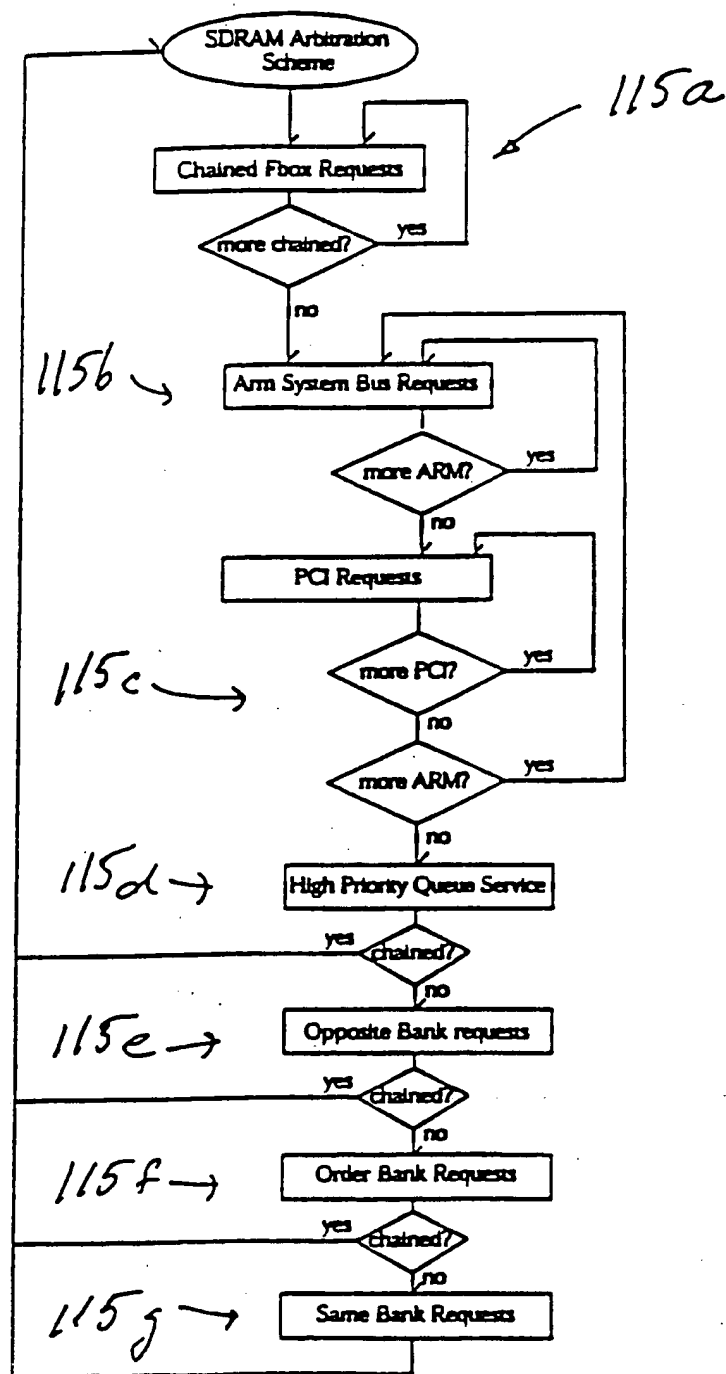 SDRAM Arbitration
Scheme
115a
Chained Fbox Requests
more chained?
yes
no
115b
Arm System Bus Requests
more ARM?
yes
no
PCI Requests
115c
more PCI?
yes
no
more ARM?
yes
no
115d
High Priority Queue Service
yes
chained?
no
115e
Opposite Bank requests
yes
chained?
no
115f
Order Bank Requests
yes
chained?
no
115g
Same Bank Requests